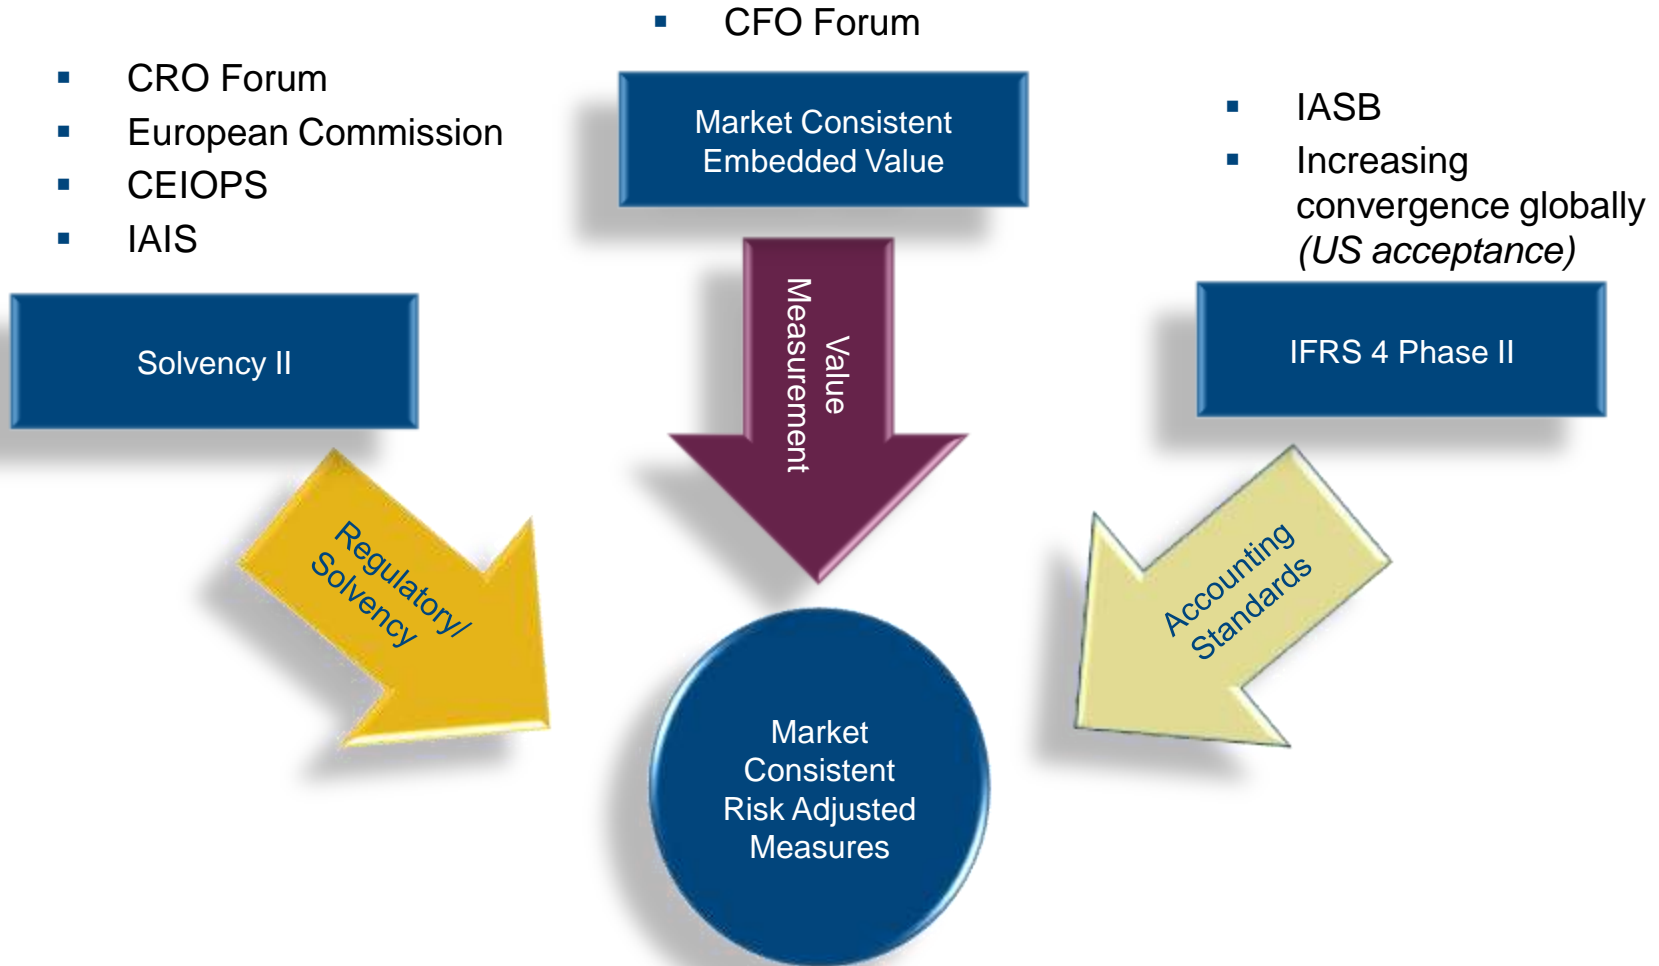 CFO Forum
CRO Forum
European Commission
CEIOPS
IAIS
Market Consistent
Embedded Value
IASB
Increasing
convergence globally
(US acceptance)
Solvency II
IFRS 4 Phase II
Value
Measurement
Regulatory/
Solvency
Accounting
Standards
Market
Consistent
Risk Adjusted
Measures